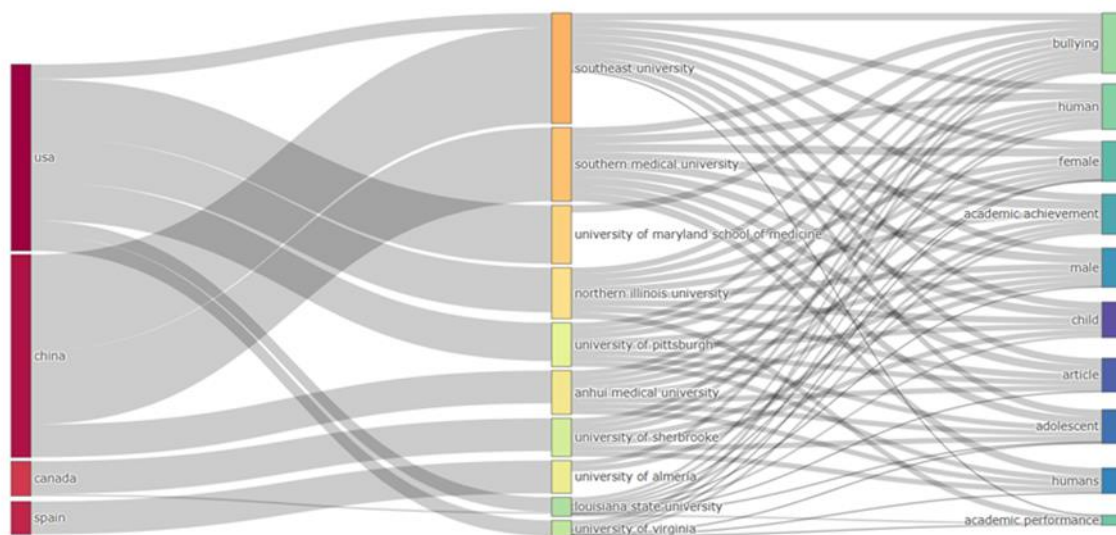 usa
china
canada
spain
southeast university
southern medical university
university of maryland school of medicine
northern illinois university
university of pittsburgh
anhui medical university
university of sherbrooke
university of almeria
louisiana state university
university of virginia
bullying
human
female
academic achievement
male
child
article
adolescent
humans
academic performance